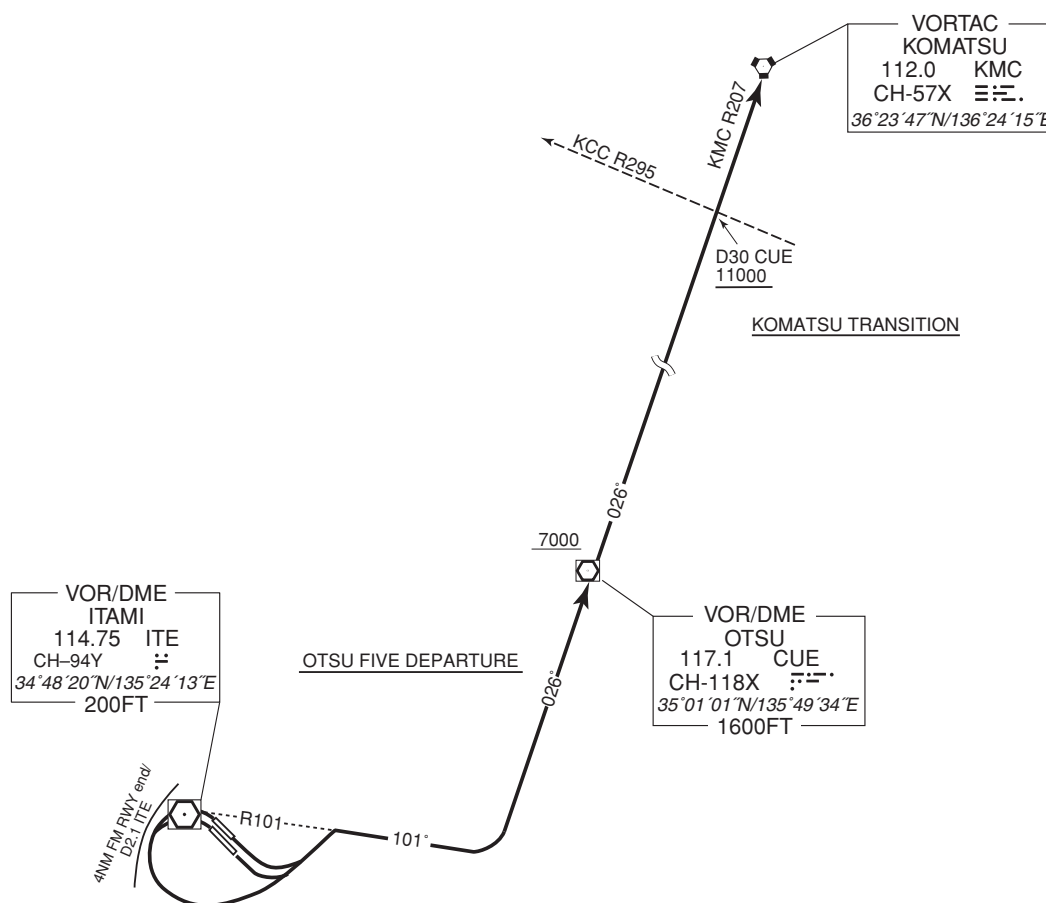 VORTAC
KOMATSU
112.0 KMC
CH-57X
36°23´47˝N/136°24´15˝E
KMC R207
KCC R295
D30 CUE
11000
KOMATSU TRANSITION
026°
7000
VOR/DME
ITAMI
114.75 ITE
CH–94Y
34°48´20˝N/135°24´13˝E
200FT
OTSU FIVE DEPARTURE
026°
VOR/DME
OTSU
117.1 CUE
CH-118X
35°01´01˝N/135°49´34˝E
1600FT
4NM FM RWY end/
D2.1 ITE
R101
101°